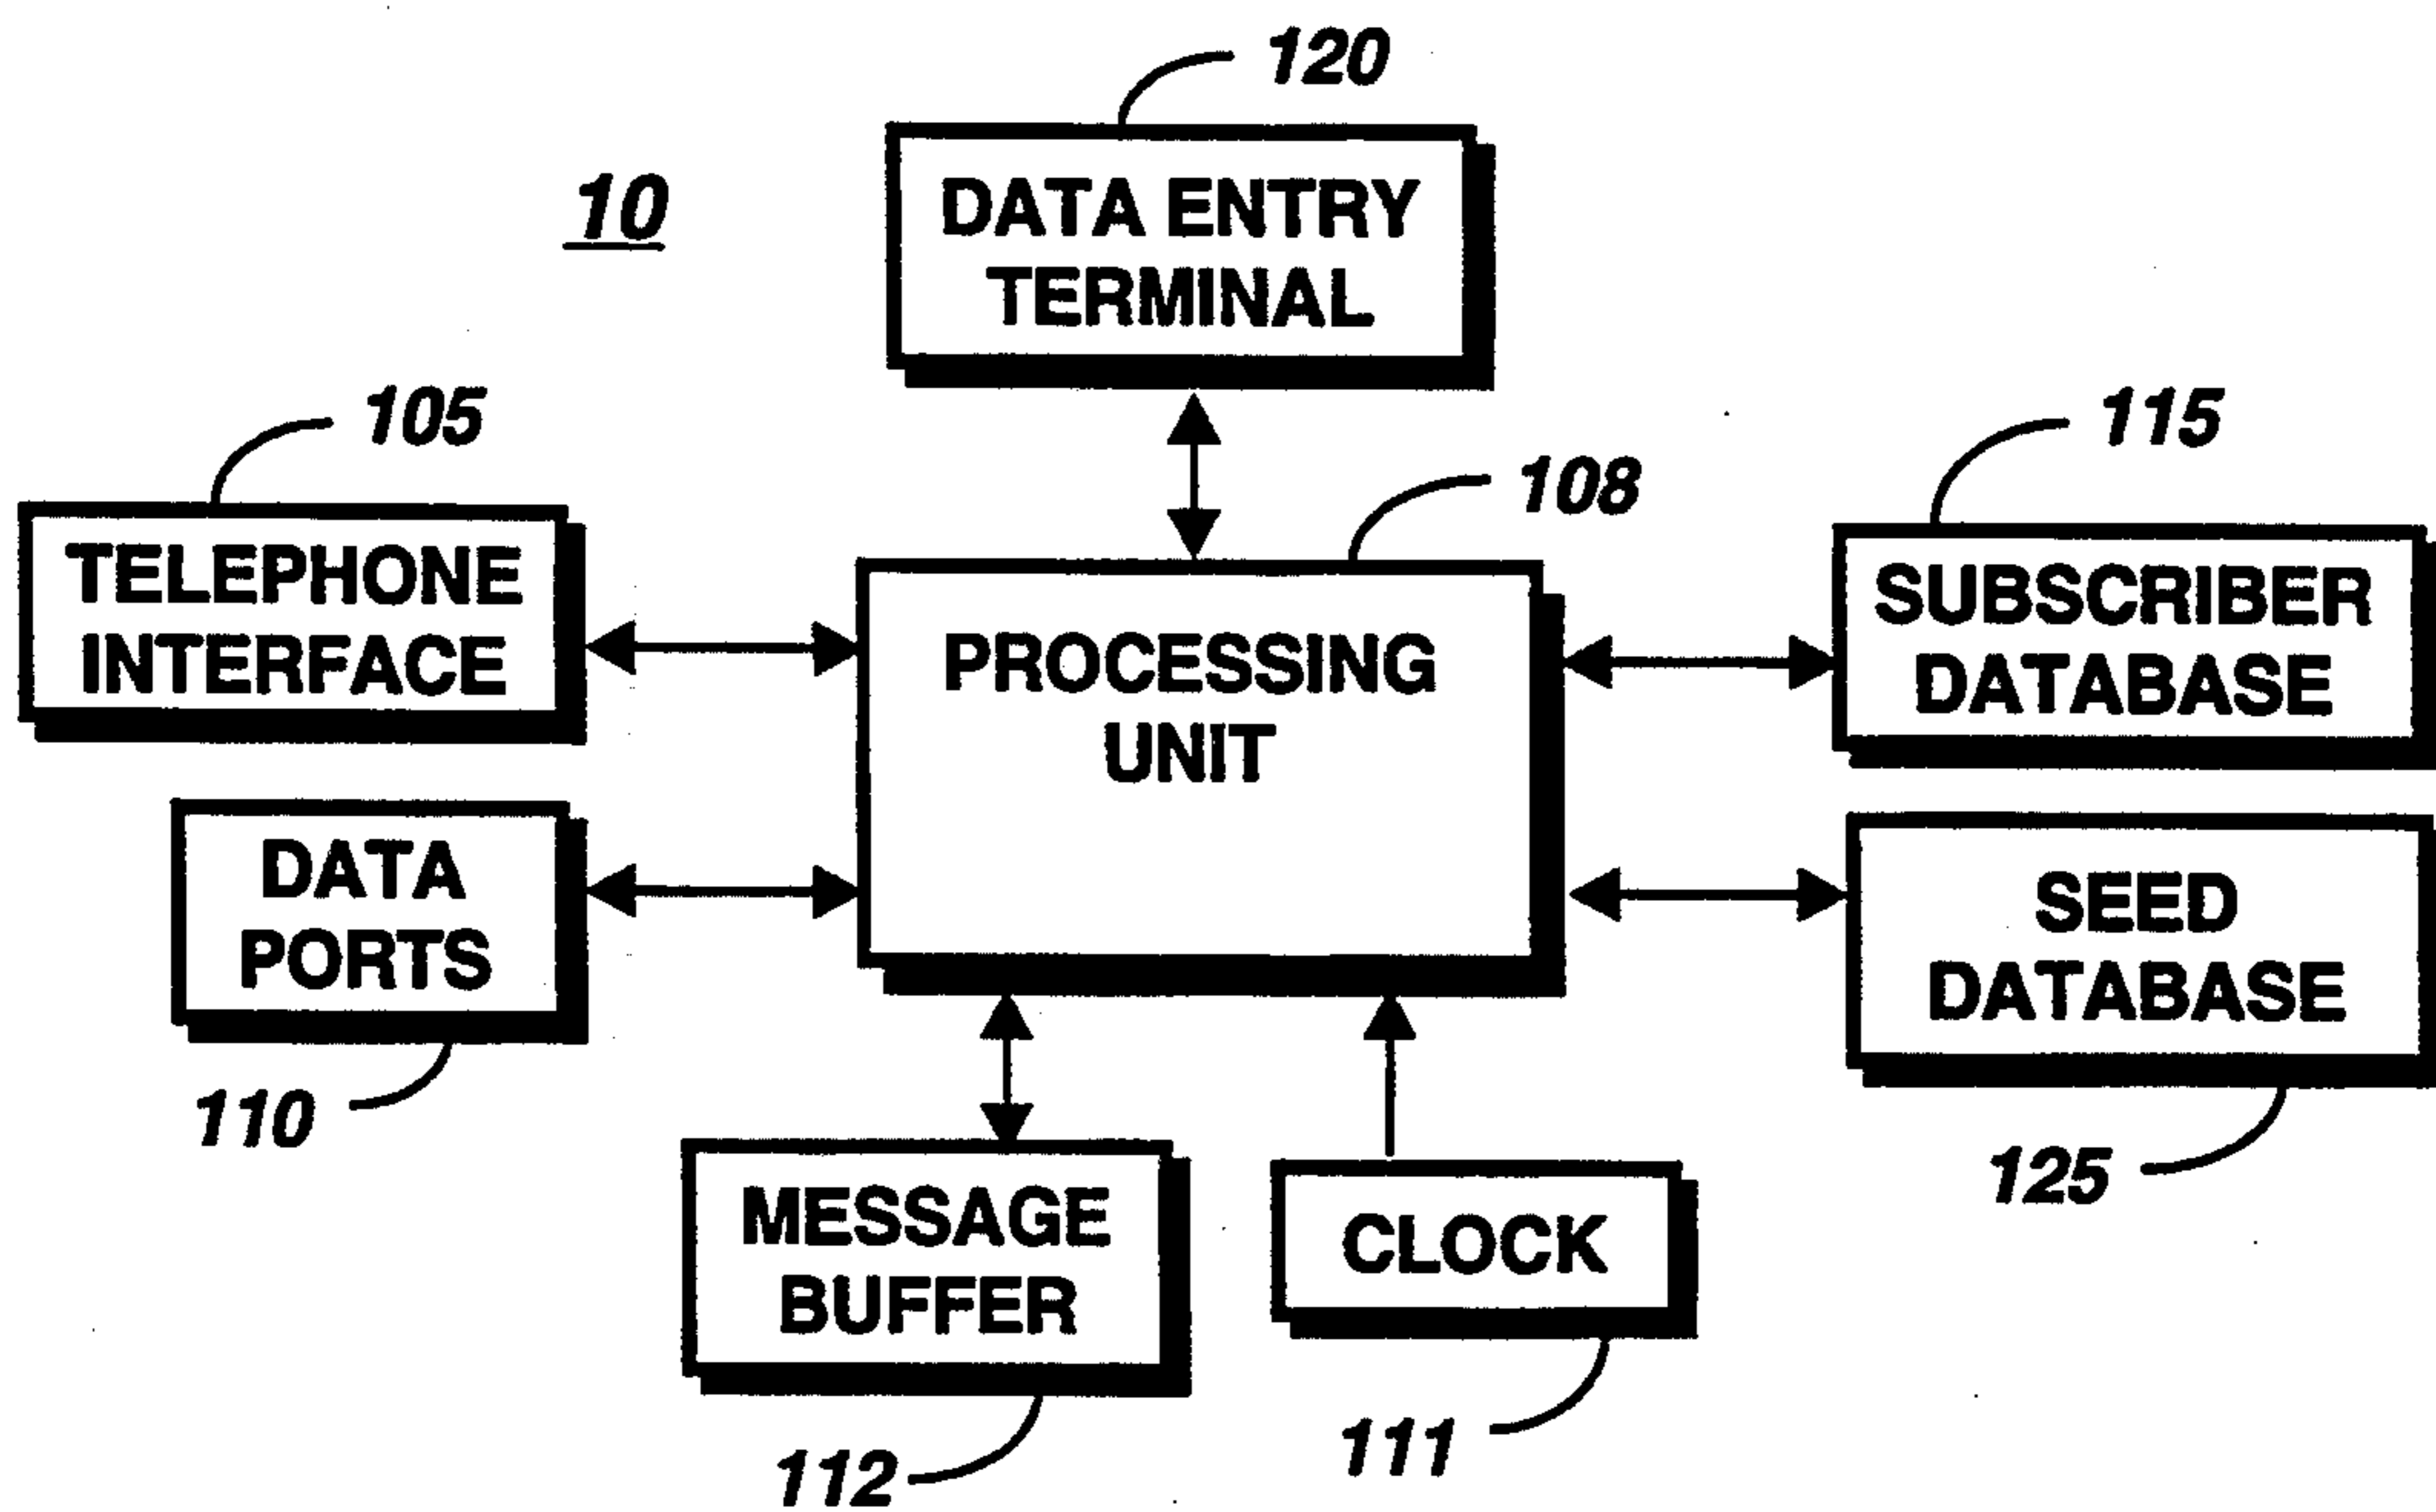 120
10
DATA ENTRY
TERMINAL
105
115
108
TELEPHONE
INTERFACE
PROCESSING
UNIT
SUBSCRIBER
DATABASE
DATA
PORTS
SEED
DATABASE
110
125
MESSAGE
BUFFER
CLOCK
111
112